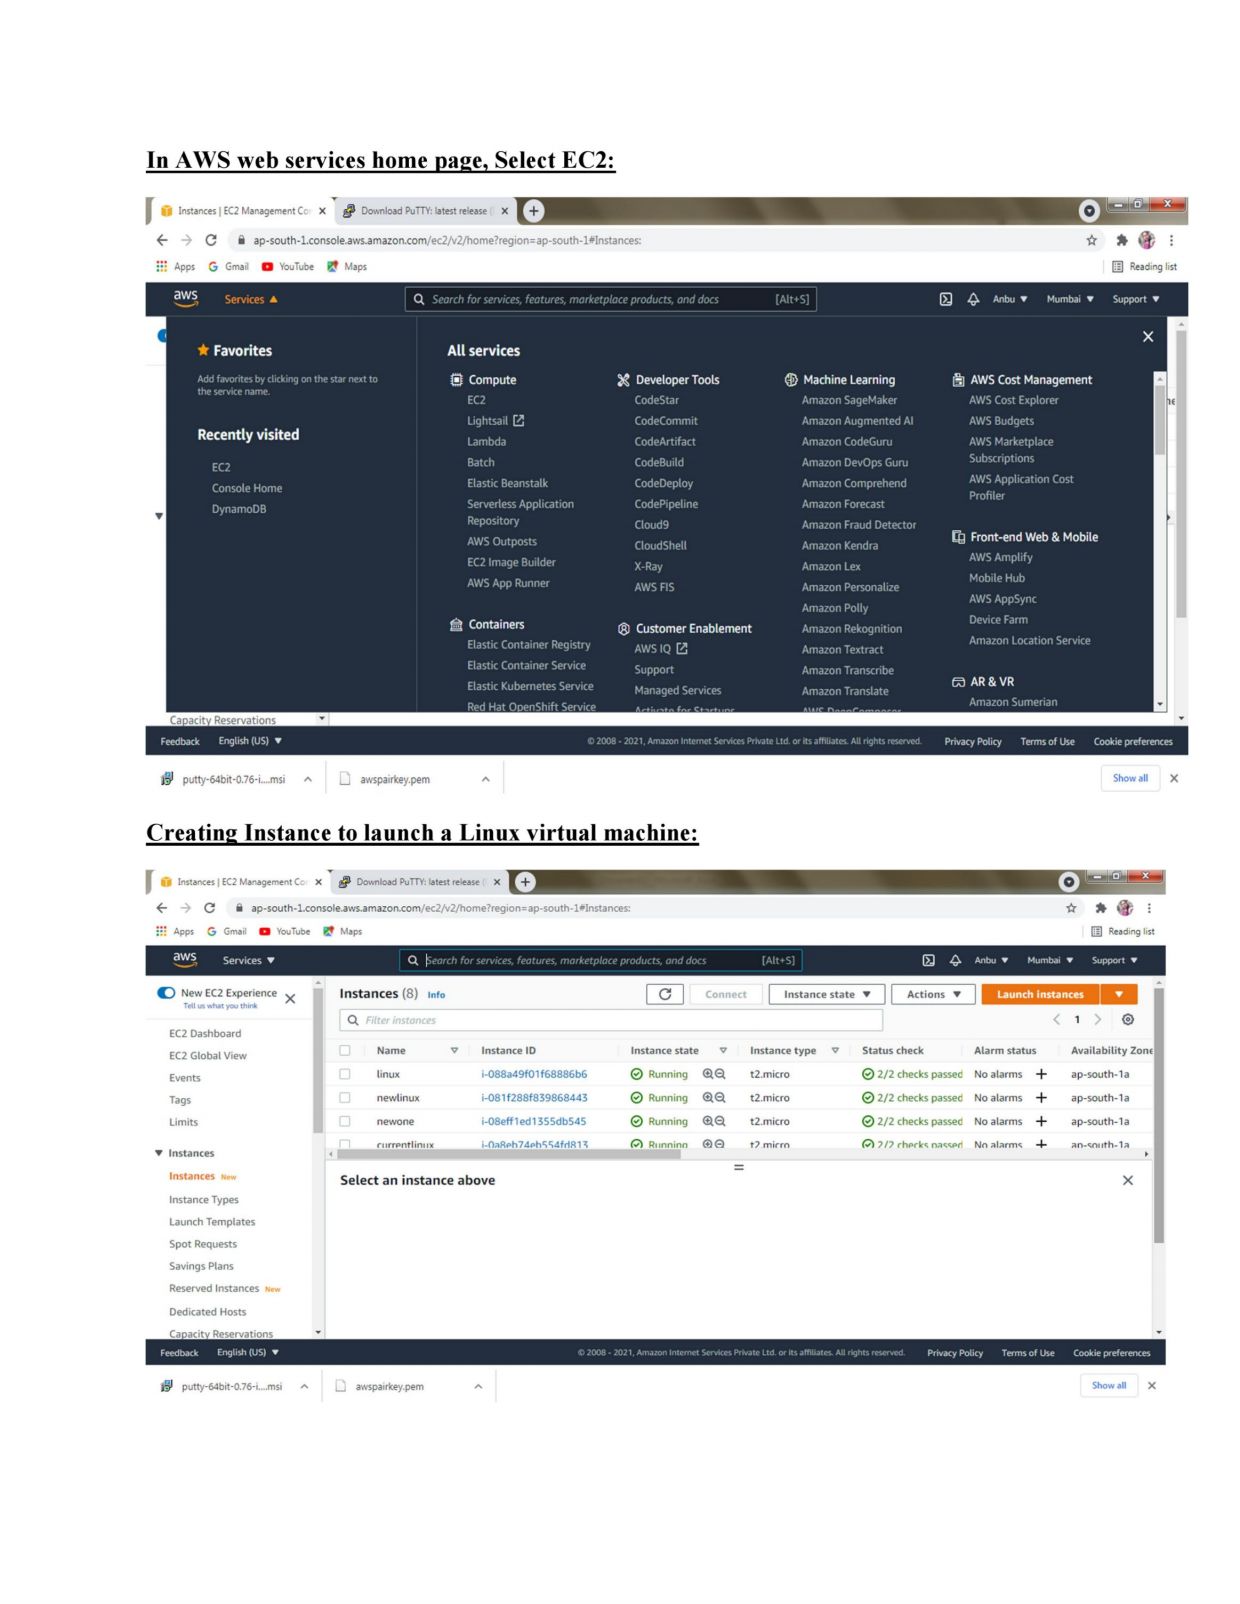 In AWS web services home page, Select EC2:
Instances | EC2 Management Co
Download PuTTY: latest release (
ap-south-1.console.aws.amazon.com/ec2/v2/home?region=ap-south-1#Instances:
Apps Gmail YouTube Maps Reading list
aws Services Search for services, features, marketplace products, and docs [Alt+S] Anbu Mumbai Support
Favorites
Add favorites by clicking on the star next to
the service name.
Recently visited
EC2
Console Home
DynamoDB
All services
Compute
EC2
Lightsail
Lambda
Batch
Elastic Beanstalk
Serverless Application
Repository
AWS Outposts
EC2 Image Builder
AWS App Runner
Containers
Elastic Container Registry
Elastic Container Service
Elastic Kubernetes Service
Red Hat OpenShift Service
Developer Tools
CodeStar
CodeCommit
CodeArtifact
CodeBuild
CodeDeploy
CodePipeline
Cloud9
CloudShell
X-Ray
AWS FIS
Customer Enablement
AWS IQ
Support
Managed Services
Activate for Startups
Machine Learning
Amazon SageMaker
Amazon Augmented AI
Amazon CodeGuru
Amazon DevOps Guru
Amazon Comprehend
Amazon Forecast
Amazon Fraud Detector
Amazon Kendra
Amazon Lex
Amazon Personalize
Amazon Polly
Amazon Rekognition
Amazon Textract
Amazon Transcribe
Amazon Translate
AWS DeepComposer
AWS Cost Management
AWS Cost Explorer
AWS Budgets
AWS Marketplace
Subscriptions
AWS Application Cost
Profiler
Front-end Web & Mobile
AWS Amplify
Mobile Hub
AWS AppSync
Device Farm
Amazon Location Service
AR & VR
Amazon Sumerian
Capacity Reservations
Feedback English (US) © 2008 - 2021, Amazon Internet Services Private Ltd. or its affiliates. All rights reserved. Privacy Policy Terms of Use Cookie preferences
putty-64bit-0.76-i....msi awspairkey.pem Show all
Creating Instance to launch a Linux virtual machine:
Instances | EC2 Management Co
Download PuTTY: latest release (
ap-south-1.console.aws.amazon.com/ec2/v2/home?region=ap-south-1#Instances:
Apps Gmail YouTube Maps Reading list
aws Services Search for services, features, marketplace products, and docs [Alt+S] Anbu Mumbai Support
New EC2 Experience
Tell us what you think
EC2 Dashboard
EC2 Global View
Events
Tags
Limits
Instances
Instances New
Instance Types
Launch Templates
Spot Requests
Savings Plans
Reserved Instances New
Dedicated Hosts
Capacity Reservations
Instances (8) Info Connect Instance state Actions Launch instances
Filter instances 1
Name Instance ID Instance state Instance type Status check Alarm status Availability Zone
linux i-088a49f01f68886b6 Running t2.micro 2/2 checks passed No alarms + ap-south-1a
newlinux i-081f288f839868443 Running t2.micro 2/2 checks passed No alarms + ap-south-1a
newone i-08eff1ed1355db545 Running t2.micro 2/2 checks passed No alarms + ap-south-1a
currentlinux i-0a8eb74eb554fd813 Running t2.micro 2/2 checks passed No alarms + ap-south-1a
Select an instance above
Feedback English (US) © 2008 - 2021, Amazon Internet Services Private Ltd. or its affiliates. All rights reserved. Privacy Policy Terms of Use Cookie preferences
putty-64bit-0.76-i....msi awspairkey.pem Show all